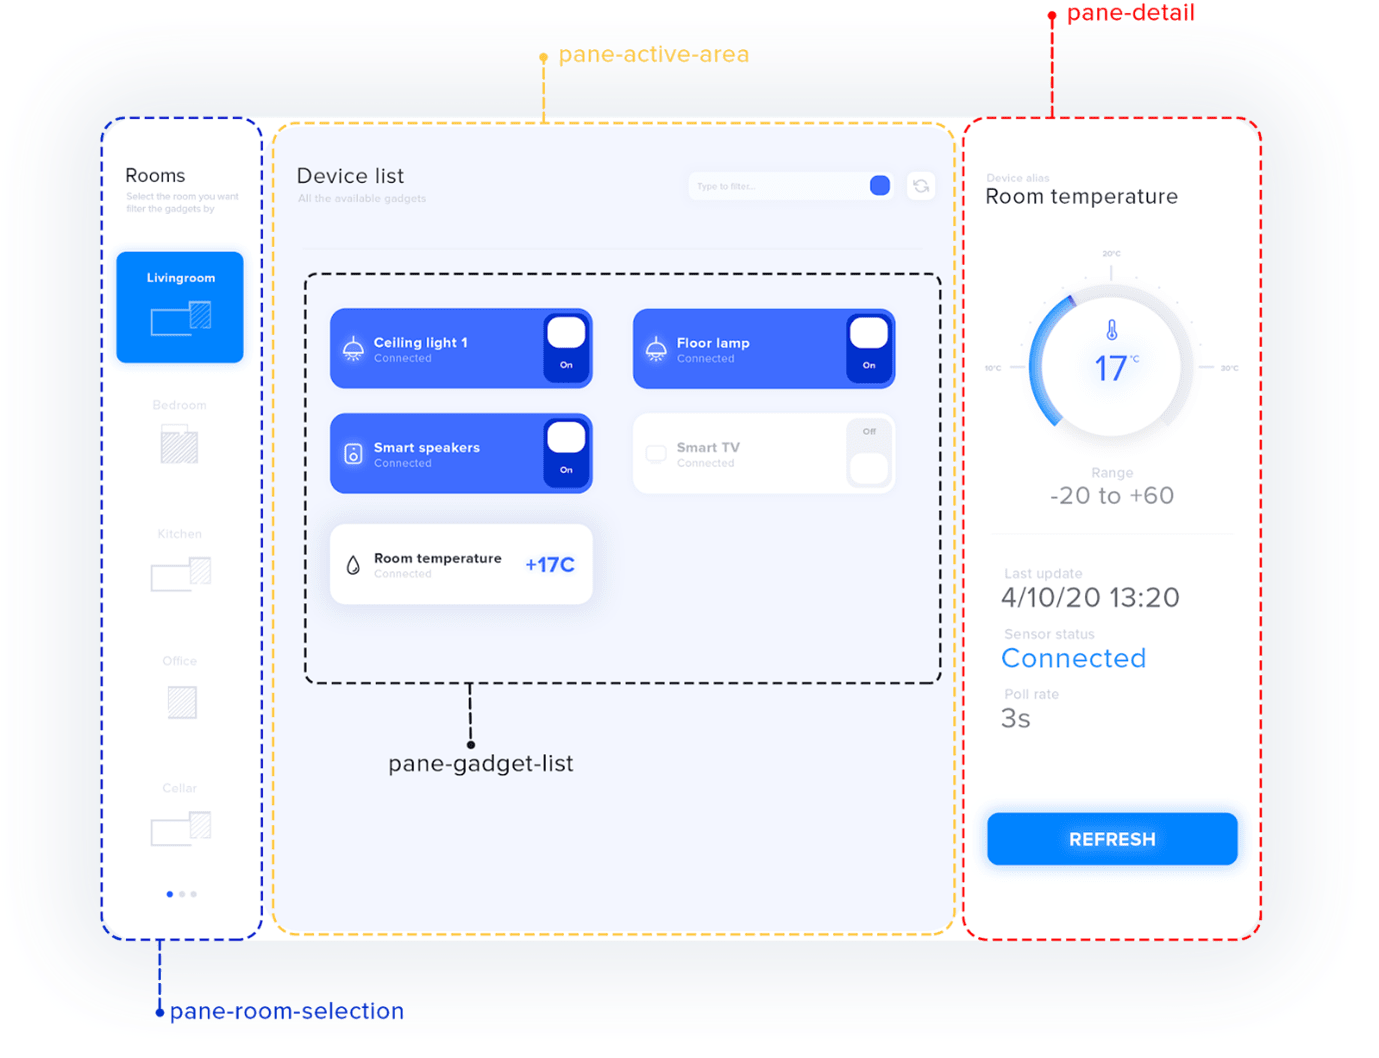 pane-detail
pane-active-area
Rooms
Select the room you want
filter the gadgets by
Livingroom
Bedroom
Kitchen
Office
Cellar
Device list
All the available gadgets
Type to filter...
Ceiling light 1
Connected
On
Floor lamp
Connected
On
Smart speakers
Connected
On
Smart TV
Connected
Off
Room temperature
Connected
+17C
pane-gadget-list
Device alias
Room temperature
20°C
10°C
30°C
17°C
Range
-20 to +60
Last update
4/10/20 13:20
Sensor status
Connected
Poll rate
3s
REFRESH
pane-room-selection